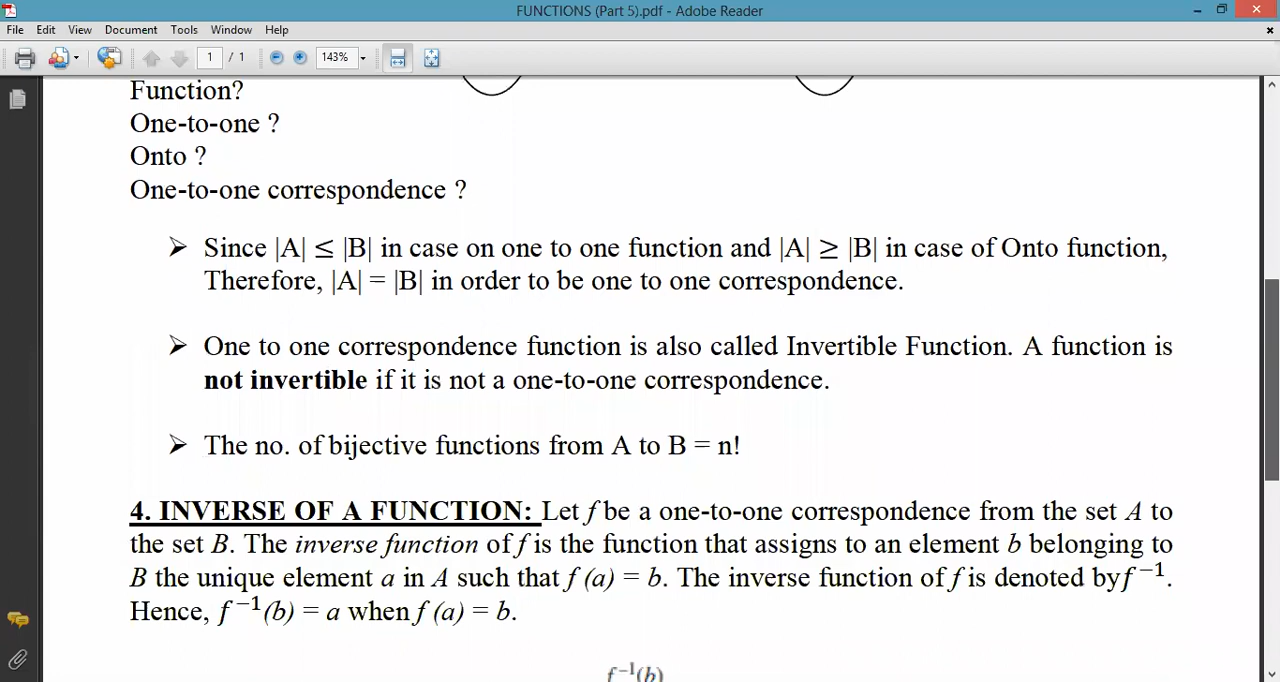 FUNCTIONS (Part 5).pdf - Adobe Reader
File Edit View Document Tools Window Help
1 / 1 143%
Function?
One-to-one ?
Onto ?
One-to-one correspondence ?
➢ Since |A| ≤ |B| in case on one to one function and |A| ≥ |B| in case of Onto function,
Therefore, |A| = |B| in order to be one to one correspondence.
➢ One to one correspondence function is also called Invertible Function. A function is
not invertible if it is not a one-to-one correspondence.
➢ The no. of bijective functions from A to B = n!
4. INVERSE OF A FUNCTION: Let f be a one-to-one correspondence from the set A to
the set B. The inverse function of f is the function that assigns to an element b belonging to
B the unique element a in A such that f (a) = b. The inverse function of f is denoted by f⁻¹.
Hence, f⁻¹(b) = a when f (a) = b.
f⁻¹(b)